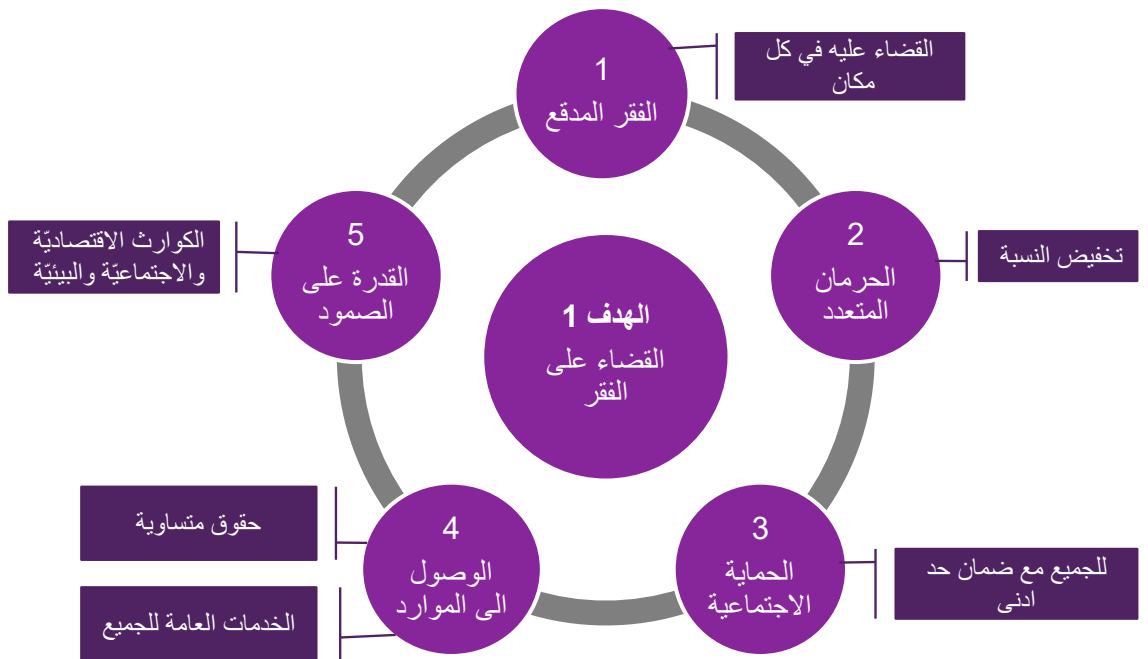 1
الفقر المدقع
القضاء عليه في كل
مكان
2
الحرمان
المتعدد
تخفيض النسبة
3
الحماية
الاجتماعية
للجميع مع ضمان حد
ادنى
4
الوصول
الى الموارد
حقوق متساوية
الخدمات العامة للجميع
5
القدرة على
الصمود
الكوارث الاقتصاديّة
والاجتماعيّة والبيئيّة
الهدف 1
القضاء على
الفقر